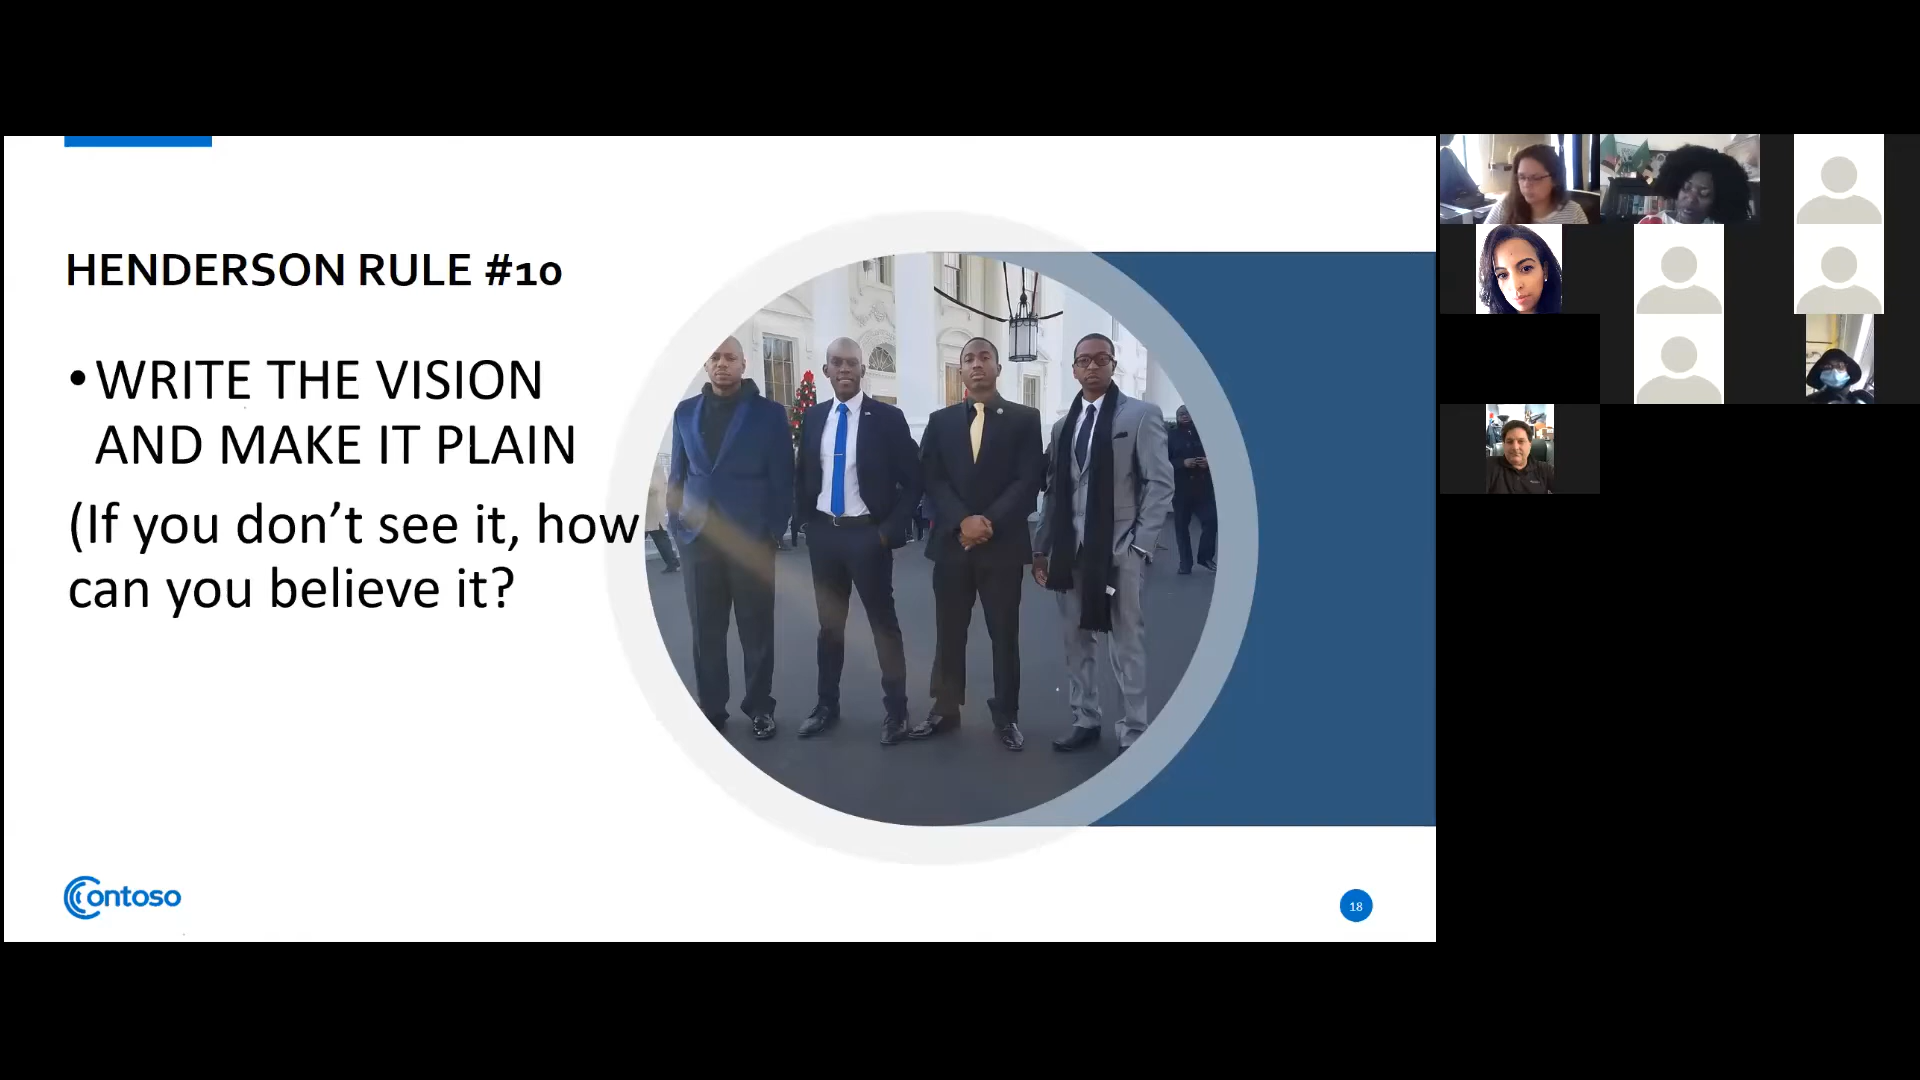 HENDERSON RULE #10
•WRITE THE VISION
AND MAKE IT PLAIN
(If you don’t see it, how
can you believe it?
Contoso
18